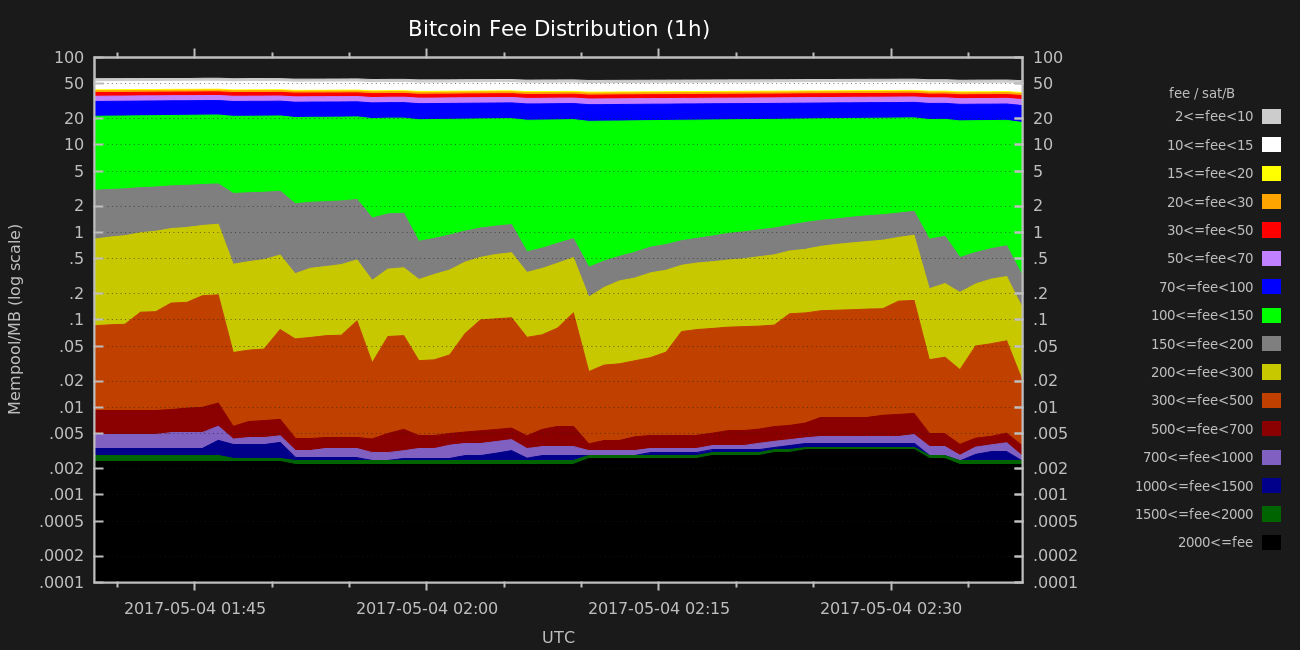 Bitcoin Fee Distribution (1h)
Mempool/MB (log scale)
100
50
20
10
5
2
1
.5
.2
.1
.05
.02
.01
.005
.002
.001
.0005
.0002
.0001
100
50
20
10
5
2
1
.5
.2
.1
.05
.02
.01
.005
.002
.001
.0005
.0002
.0001
2017-05-04 01:45
2017-05-04 02:00
2017-05-04 02:15
2017-05-04 02:30
UTC
fee / sat/B
2<=fee<10
10<=fee<15
15<=fee<20
20<=fee<30
30<=fee<50
50<=fee<70
70<=fee<100
100<=fee<150
150<=fee<200
200<=fee<300
300<=fee<500
500<=fee<700
700<=fee<1000
1000<=fee<1500
1500<=fee<2000
2000<=fee